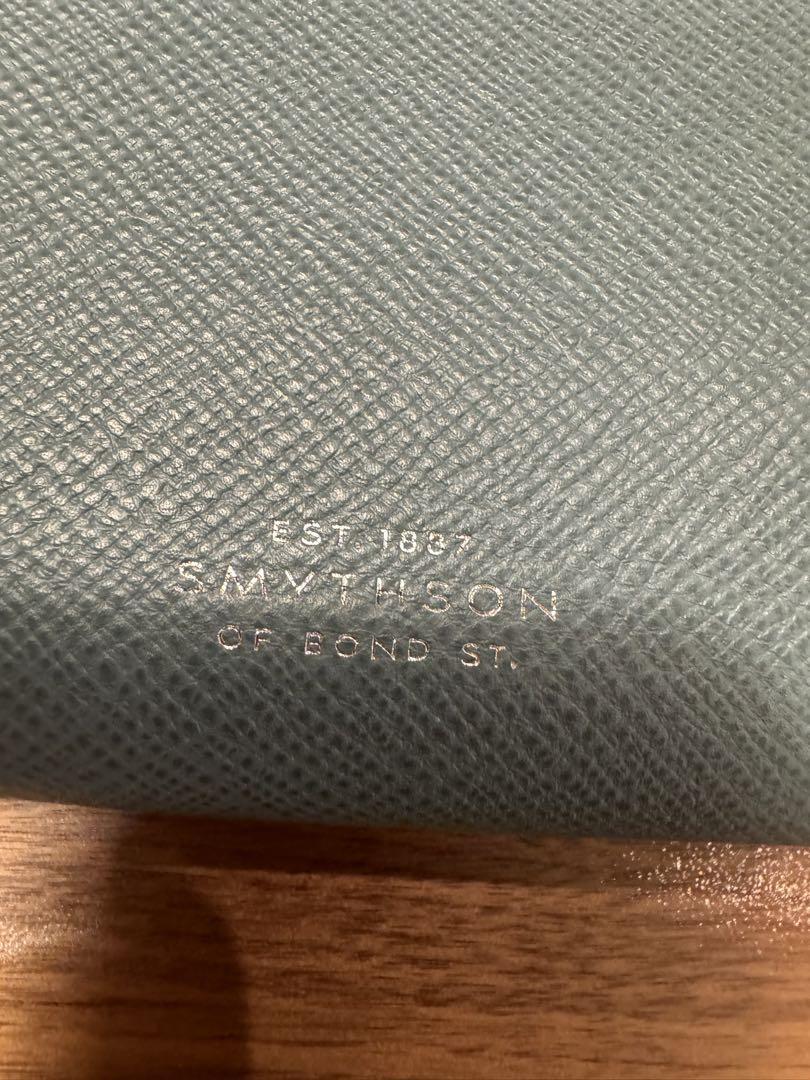 EST 1887
SMYTHSON
OF BOND ST.